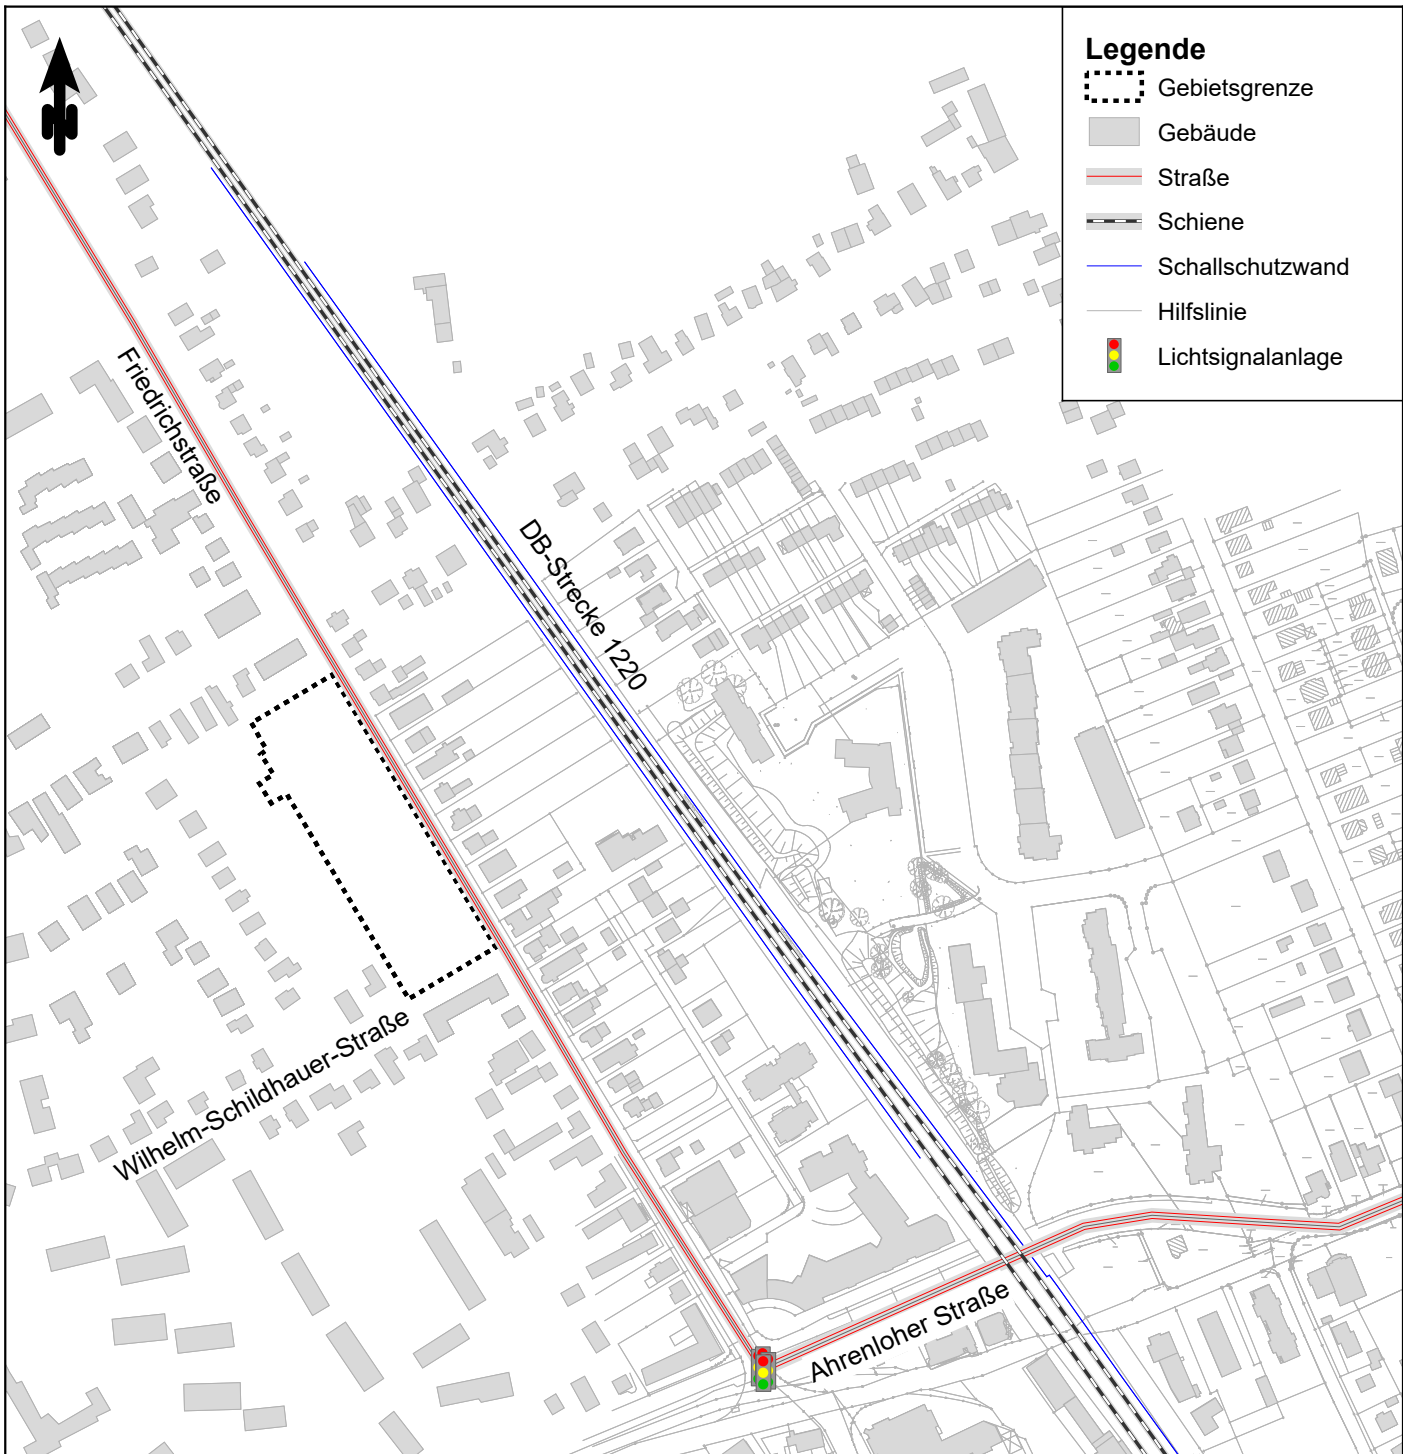 Legende
Gebietsgrenze
Gebäude
Straße
Schiene
Schallschutzwand
Hilfslinie
Lichtsignalanlage
N
Friedrichstraße
DB-Strecke 1220
Wilhelm-Schildhauer-Straße
Ahrenloher Straße